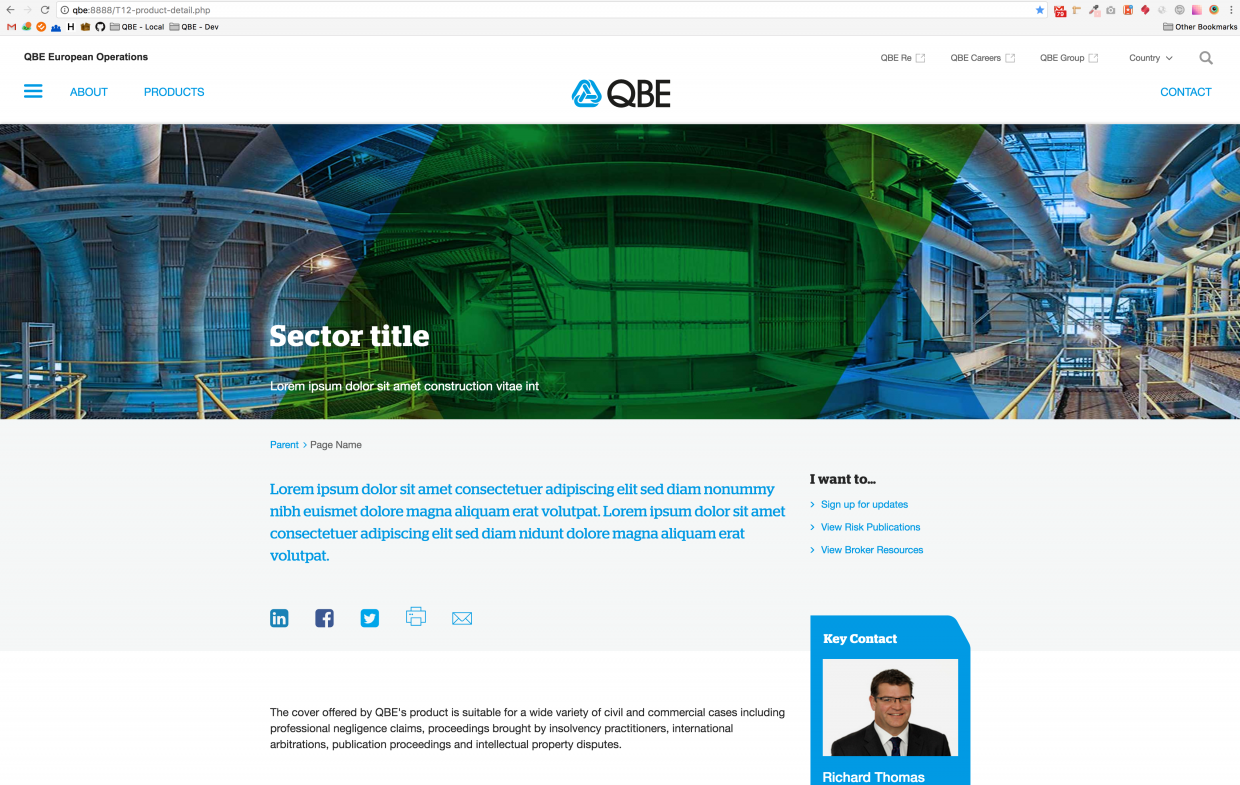 qbe:8888/T12-product-detail.php
79
H
QBE - Local
QBE - Dev
Other Bookmarks
QBE European Operations
QBE Re
QBE Careers
QBE Group
Country
ABOUT
PRODUCTS
QBE
CONTACT
Sector title
Lorem ipsum dolor sit amet construction vitae int
Parent > Page Name
Lorem ipsum dolor sit amet consectetuer adipiscing elit sed diam nonummy
nibh euismet dolore magna aliquam erat volutpat. Lorem ipsum dolor sit amet
consectetuer adipiscing elit sed diam nidunt dolore magna aliquam erat
volutpat.
I want to...
Sign up for updates
View Risk Publications
View Broker Resources
in
f
Key Contact
The cover offered by QBE's product is suitable for a wide variety of civil and commercial cases including
professional negligence claims, proceedings brought by insolvency practitioners, international
arbitrations, publication proceedings and intellectual property disputes.
Richard Thomas